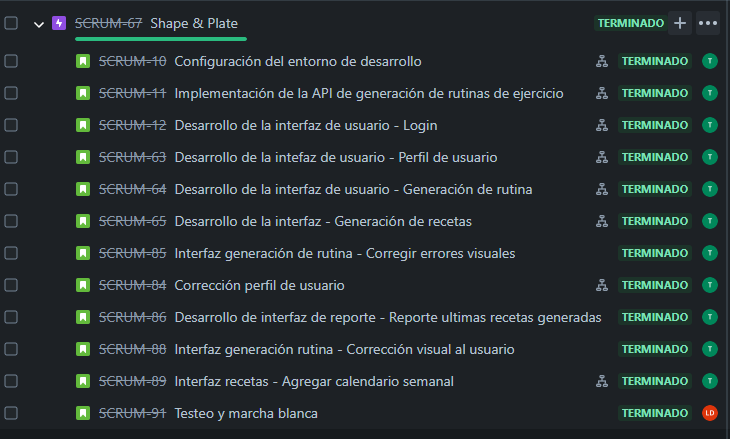 SCRUM-67 Shape & Plate TERMINADO
SCRUM-10 Configuración del entorno de desarrollo TERMINADO T
SCRUM-11 Implementación de la API de generación de rutinas de ejercicio TERMINADO T
SCRUM-12 Desarrollo de la interfaz de usuario - Login TERMINADO T
SCRUM-63 Desarrollo de la intefaz de usuario - Perfil de usuario TERMINADO T
SCRUM-64 Desarrollo de la interfaz de usuario - Generación de rutina TERMINADO T
SCRUM-65 Desarrollo de la interfaz - Generación de recetas TERMINADO T
SCRUM-85 Interfaz generación de rutina - Corregir errores visuales TERMINADO T
SCRUM-84 Corrección perfil de usuario TERMINADO T
SCRUM-86 Desarrollo de interfaz de reporte - Reporte ultimas recetas generadas TERMINADO T
SCRUM-88 Interfaz generación rutina - Corrección visual al usuario TERMINADO T
SCRUM-89 Interfaz recetas - Agregar calendario semanal TERMINADO T
SCRUM-91 Testeo y marcha blanca TERMINADO LD